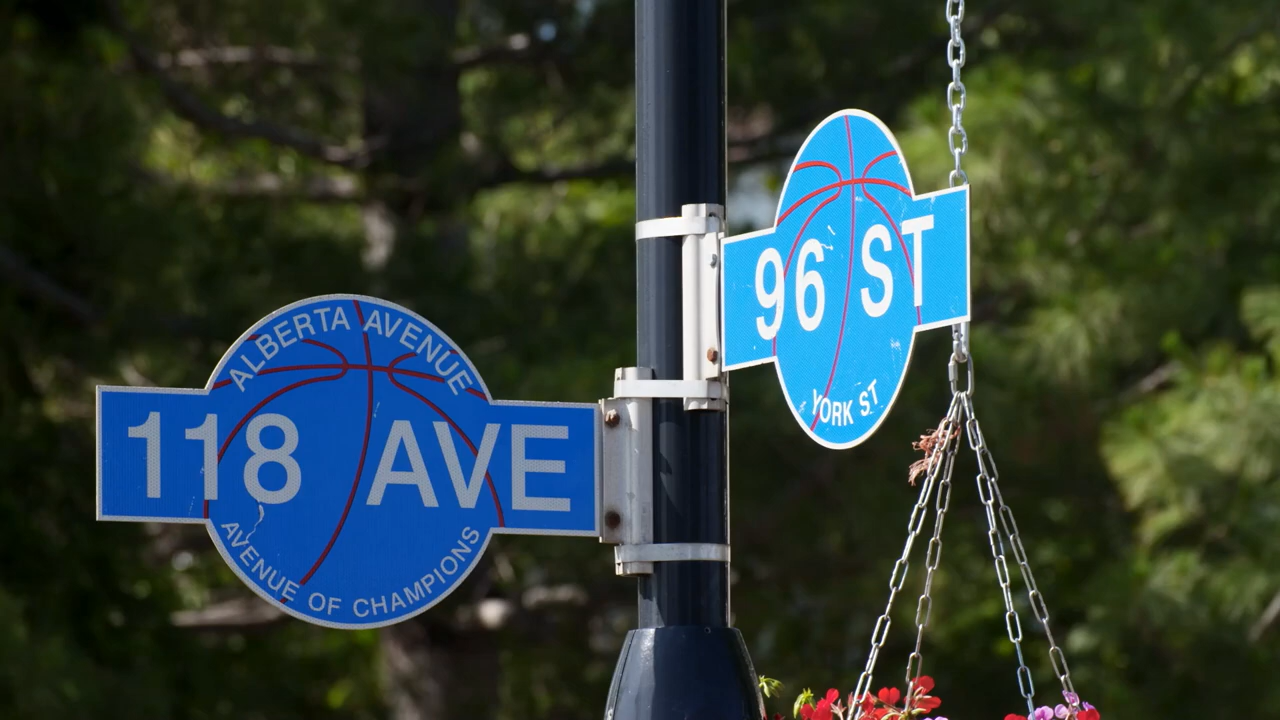 ALBERTA AVENUE
118 AVE
AVENUE OF CHAMPIONS
96 ST
YORK ST